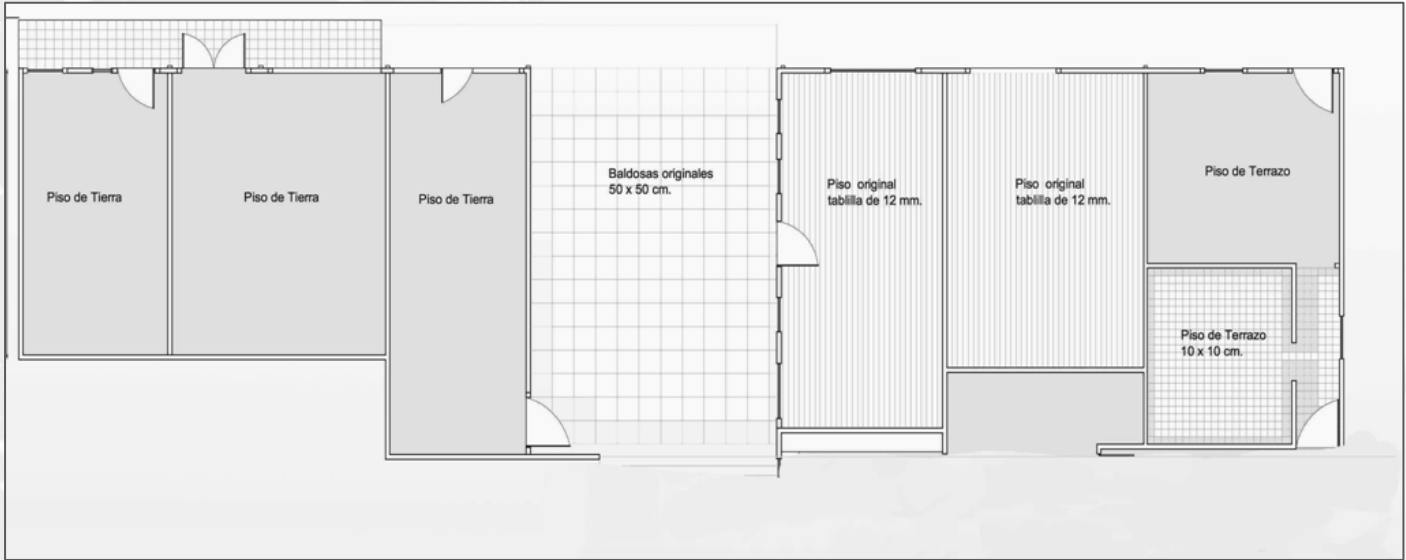 Piso de Tierra
Piso de Tierra
Piso de Tierra
Baldosas originales
50 x 50 cm.
Piso original
tablilla de 12 mm.
Piso original
tablilla de 12 mm.
Piso de Terrazo
Piso de Terrazo
10 x 10 cm.